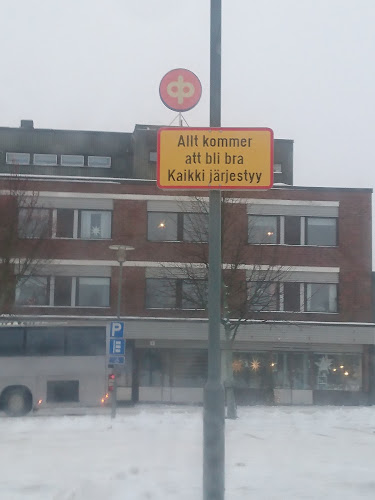 Allt kommer
att bli bra
Kaikki järjestyy
P